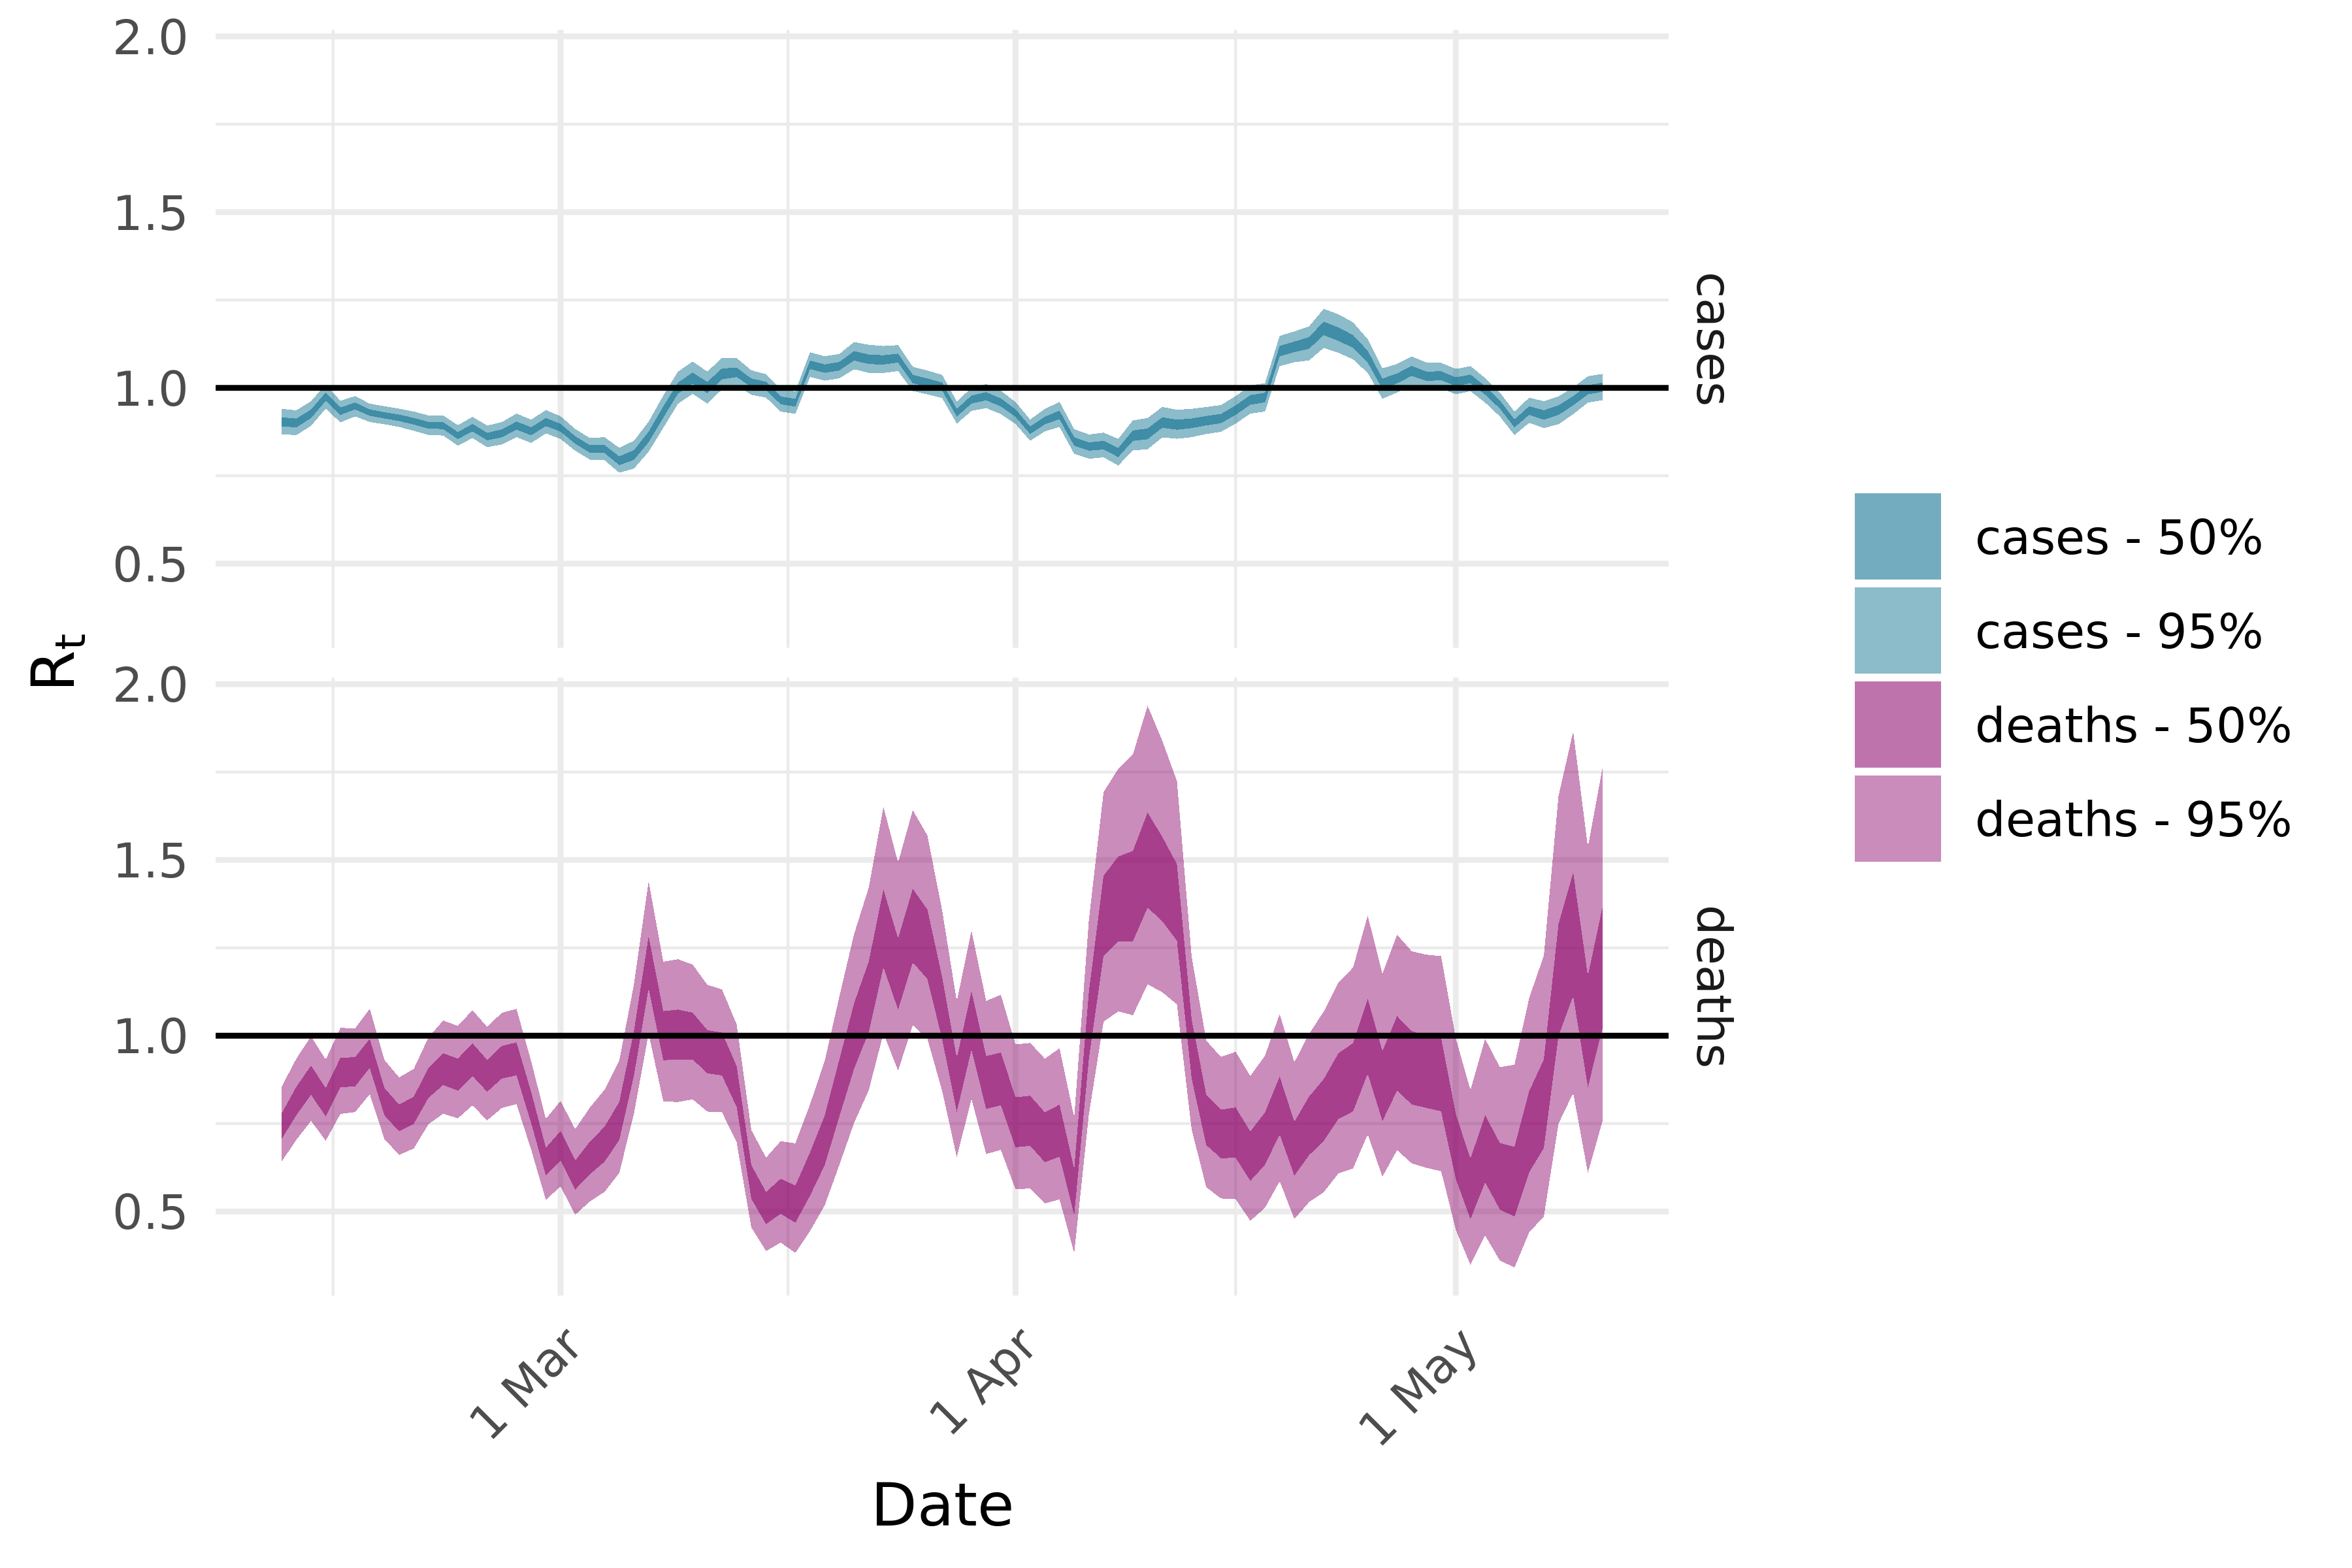 2.0
1.5
1.0
0.5
cases
2.0
1.5
1.0
0.5
deaths
Rt
1 Mar
1 Apr
1 May
Date
cases - 50%
cases - 95%
deaths - 50%
deaths - 95%